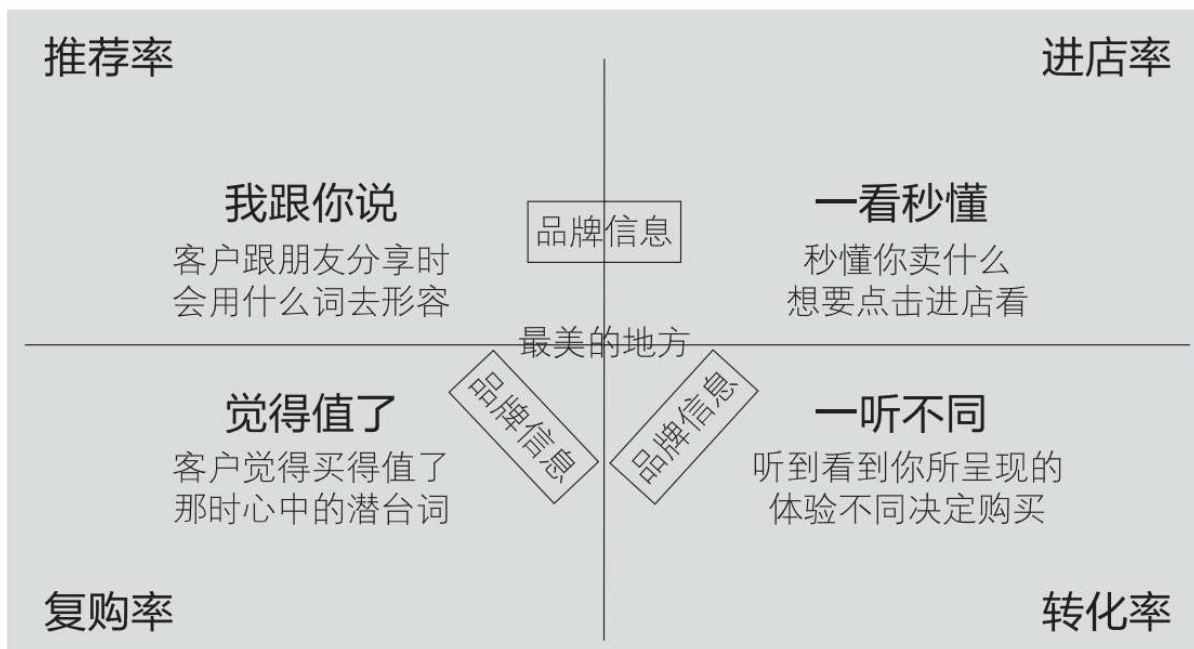 推荐率
进店率
我跟你说
客户跟朋友分享时
会用什么词去形容
品牌信息
一看秒懂
秒懂你卖什么
想要点击进店看
最美的地方
觉得值了
客户觉得买得值了
那时心中的潜台词
品牌信息
品牌信息
一听不同
听到看到你所呈现的
体验不同决定购买
复购率
转化率